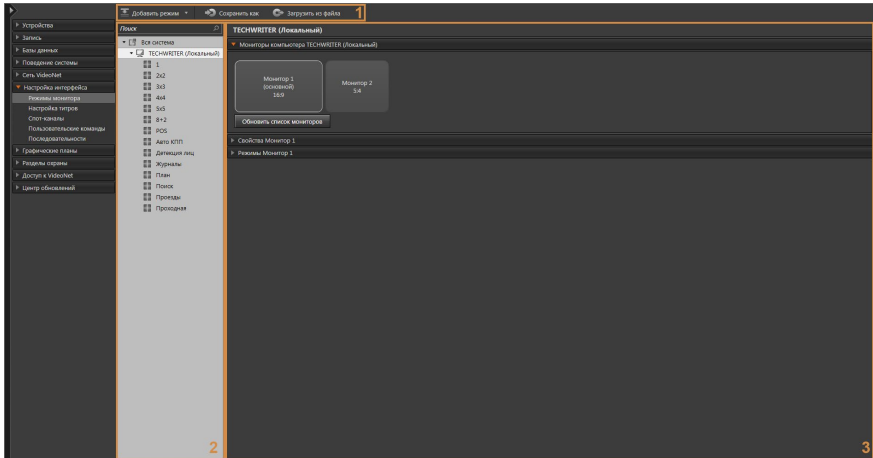 Добавить режим
Сохранить как
Загрузить из файла
1
Устройства
Запись
Базы данных
Поведение системы
Сеть VideoNet
Настройка интерфейса
Режимы монитора
Настройка титров
Спот-каналы
Пользовательские команды
Последовательности
Графические планы
Разделы охраны
Доступ к VideoNet
Центр обновлений
Поиск
Вся система
TECHWRITER (Локальный)
1
2x2
3x3
4x4
5x5
8+2
POS
Авто КПП
Детекция лиц
Журналы
План
Поиск
Проезды
Проходная
2
TECHWRITER (Локальный)
Мониторы компьютера TECHWRITER (Локальный)
Монитор 1
(основной)
16:9
Монитор 2
5:4
Обновить список мониторов
Свойства Монитор 1
Режимы Монитор 1
3